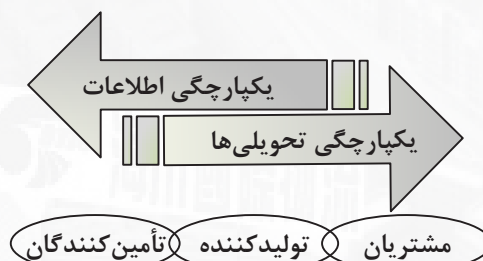 یکپارچگی اطلاعات
یکپارچگی تحویلی‌ها
مشتریان تولیدکننده تأمین‌کنندگان